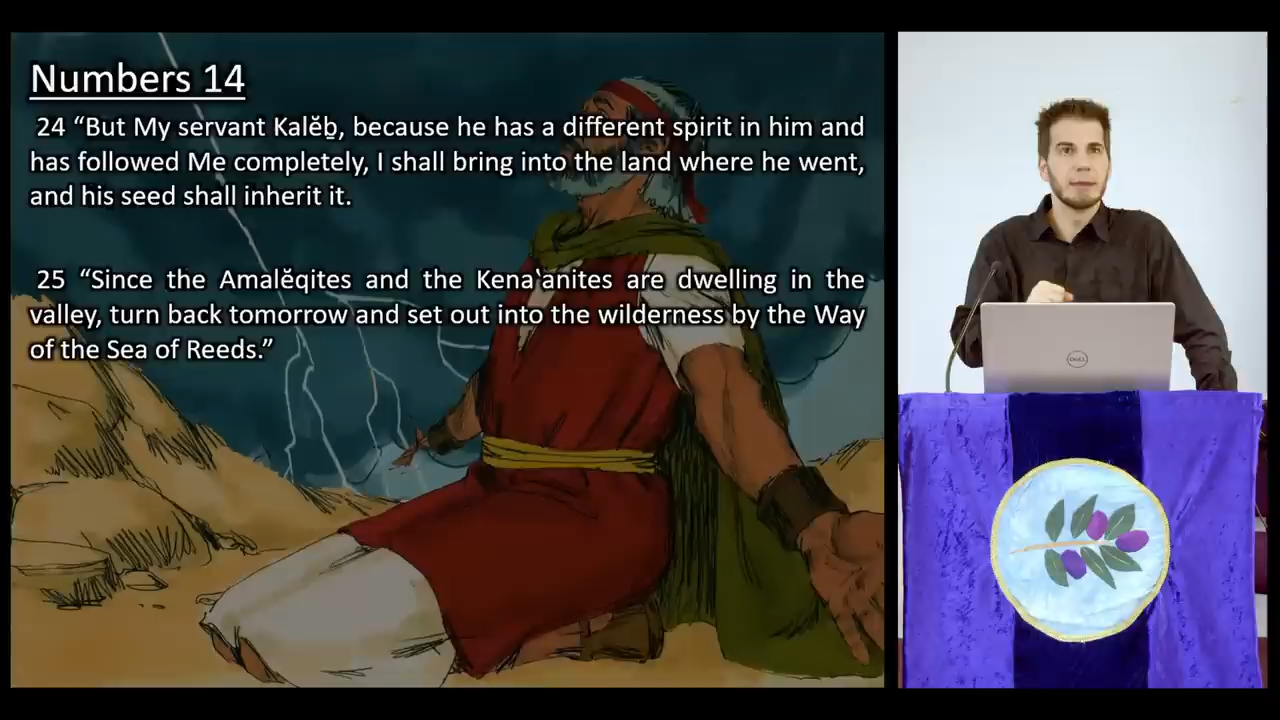 Numbers 14
24 “But My servant Kalĕḇ, because he has a different spirit in him and
has followed Me completely, I shall bring into the land where he went,
and his seed shall inherit it.
25 “Since the Amalĕqites and the Kenaʽanites are dwelling in the
valley, turn back tomorrow and set out into the wilderness by the Way
of the Sea of Reeds.”
DELL